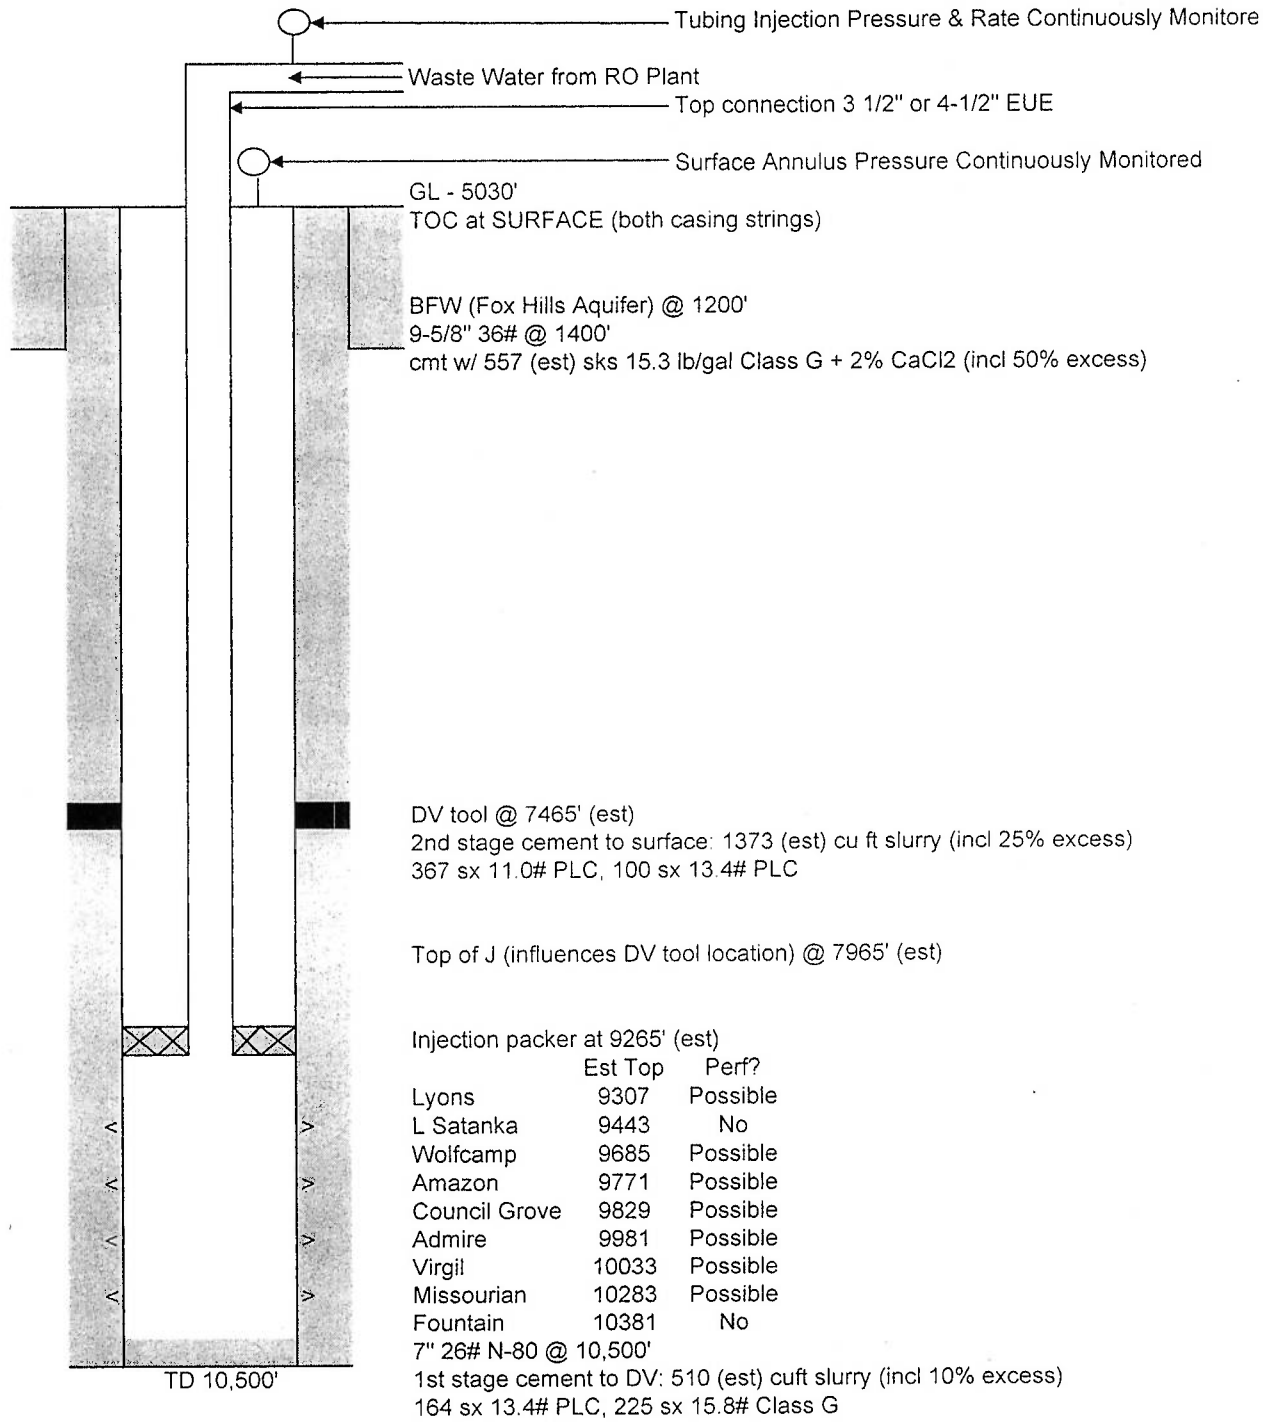 Tubing Injection Pressure & Rate Continuously Monitore
Waste Water from RO Plant
Top connection 3 1/2" or 4-1/2" EUE
Surface Annulus Pressure Continuously Monitored
GL - 5030'
TOC at SURFACE (both casing strings)
BFW (Fox Hills Aquifer) @ 1200'
9-5/8" 36# @ 1400'
cmt w/ 557 (est) sks 15.3 lb/gal Class G + 2% CaCl2 (incl 50% excess)
DV tool @ 7465' (est)
2nd stage cement to surface: 1373 (est) cu ft slurry (incl 25% excess)
367 sx 11.0# PLC, 100 sx 13.4# PLC
Top of J (influences DV tool location) @ 7965' (est)
Injection packer at 9265' (est)
Est Top Perf?
Lyons 9307 Possible
L Satanka 9443 No
Wolfcamp 9685 Possible
Amazon 9771 Possible
Council Grove 9829 Possible
Admire 9981 Possible
Virgil 10033 Possible
Missourian 10283 Possible
Fountain 10381 No
7" 26# N-80 @ 10,500'
TD 10,500'
1st stage cement to DV: 510 (est) cuft slurry (incl 10% excess)
164 sx 13.4# PLC, 225 sx 15.8# Class G